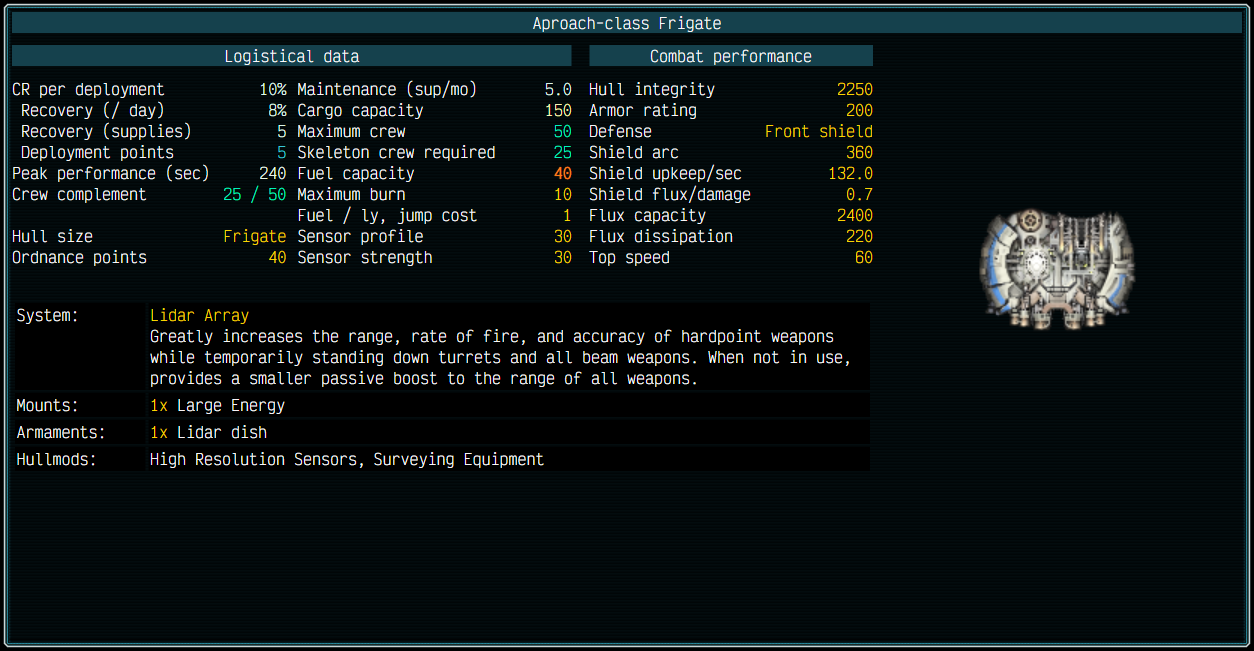 Aproach-class Frigate
Logistical data
CR per deployment 10% Maintenance (sup/mo) 5.0
Recovery (/ day) 8% Cargo capacity 150
Recovery (supplies) 5 Maximum crew 50
Deployment points 5 Skeleton crew required 25
Peak performance (sec) 240 Fuel capacity 40
Crew complement 25 / 50 Maximum burn 10
Fuel / ly, jump cost 1
Hull size Frigate Sensor profile 30
Ordnance points 40 Sensor strength 30
Combat performance
Hull integrity 2250
Armor rating 200
Defense Front shield
Shield arc 360
Shield upkeep/sec 132.0
Shield flux/damage 0.7
Flux capacity 2400
Flux dissipation 220
Top speed 60
System: Lidar Array
Greatly increases the range, rate of fire, and accuracy of hardpoint weapons
while temporarily standing down turrets and all beam weapons. When not in use,
provides a smaller passive boost to the range of all weapons.
Mounts: 1x Large Energy
Armaments: 1x Lidar dish
Hullmods: High Resolution Sensors, Surveying Equipment